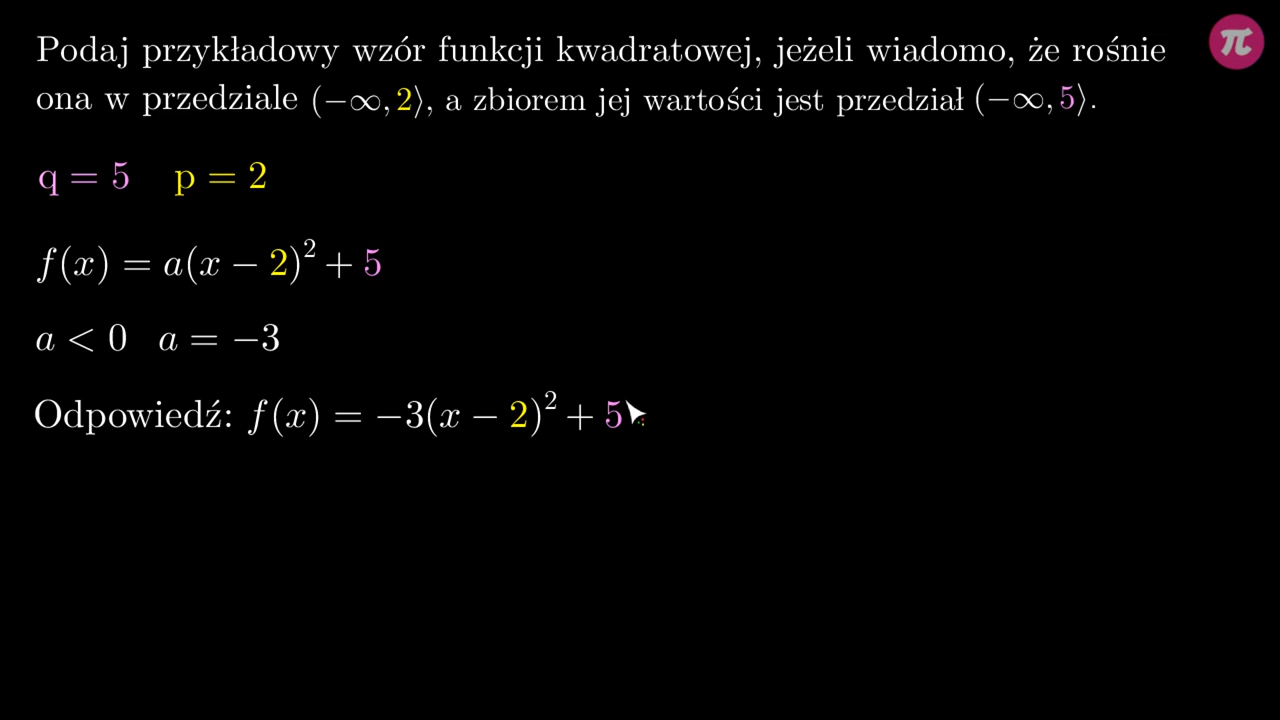 Podaj przykładowy wzór funkcji kwadratowej, jeżeli wiadomo, że rośnie
ona w przedziale (−∞, 2⟩, a zbiorem jej wartości jest przedział (−∞, 5⟩.
π
q = 5 p = 2
f(x) = a(x − 2)² + 5
a < 0 a = −3
Odpowiedź: f(x) = −3(x − 2)² + 5